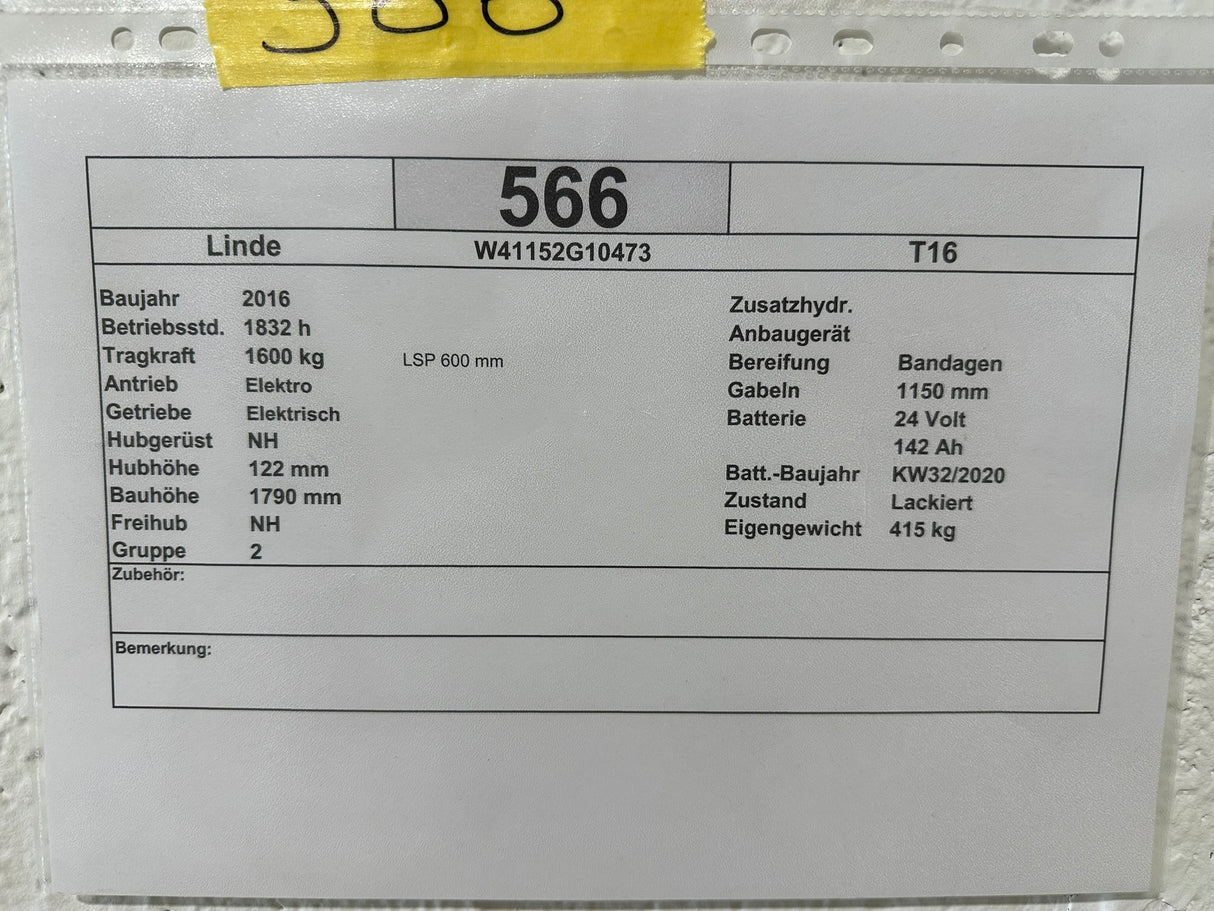 566
Linde W41152G10473 T16
Baujahr 2016
Betriebsstd. 1832 h
Tragkraft 1600 kg LSP 600 mm
Antrieb Elektro
Getriebe Elektrisch
Hubgerüst NH
Hubhöhe 122 mm
Bauhöhe 1790 mm
Freihub NH
Gruppe 2
Zusatzhydr.
Anbaugerät
Bereifung Bandagen
Gabeln 1150 mm
Batterie 24 Volt
142 Ah
Batt.-Baujahr KW32/2020
Zustand Lackiert
Eigengewicht 415 kg
Zubehör:
Bemerkung: